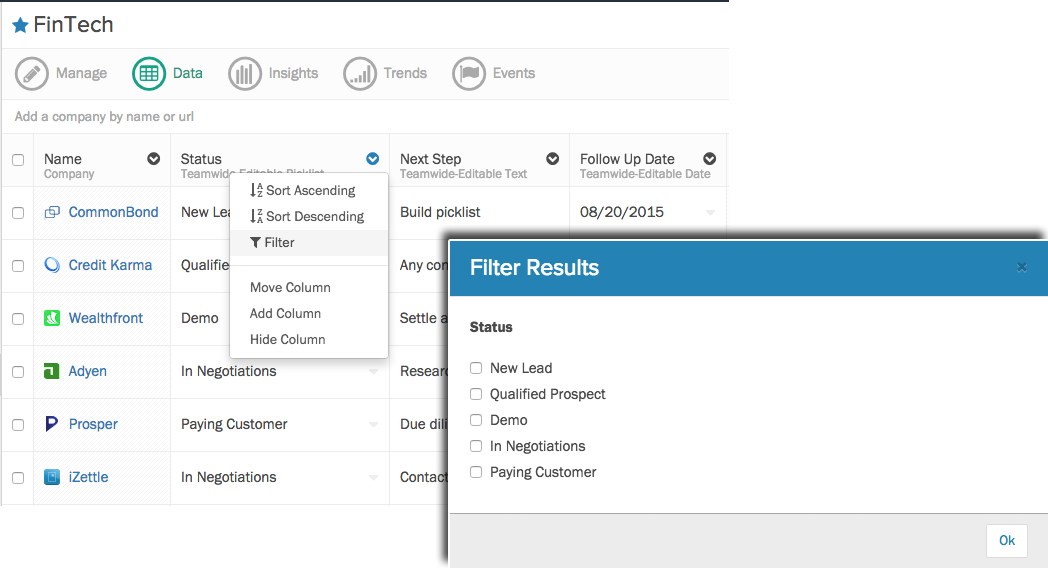 FinTech
Manage Data Insights Trends Events
Add a company by name or url
Name Status Next Step Follow Up Date
Company Teamwide-Editable Picklist Teamwide-Editable Text Teamwide-Editable Date
Sort Ascending
Sort Descending
Filter
Move Column
Add Column
Hide Column
CommonBond New Lea Build picklist 08/20/2015
Credit Karma Qualifie Any con
Wealthfront Demo Settle a
Adyen In Negotiations Researc
Prosper Paying Customer Due dili
iZettle In Negotiations Contact
Filter Results ×
Status
New Lead
Qualified Prospect
Demo
In Negotiations
Paying Customer
Ok